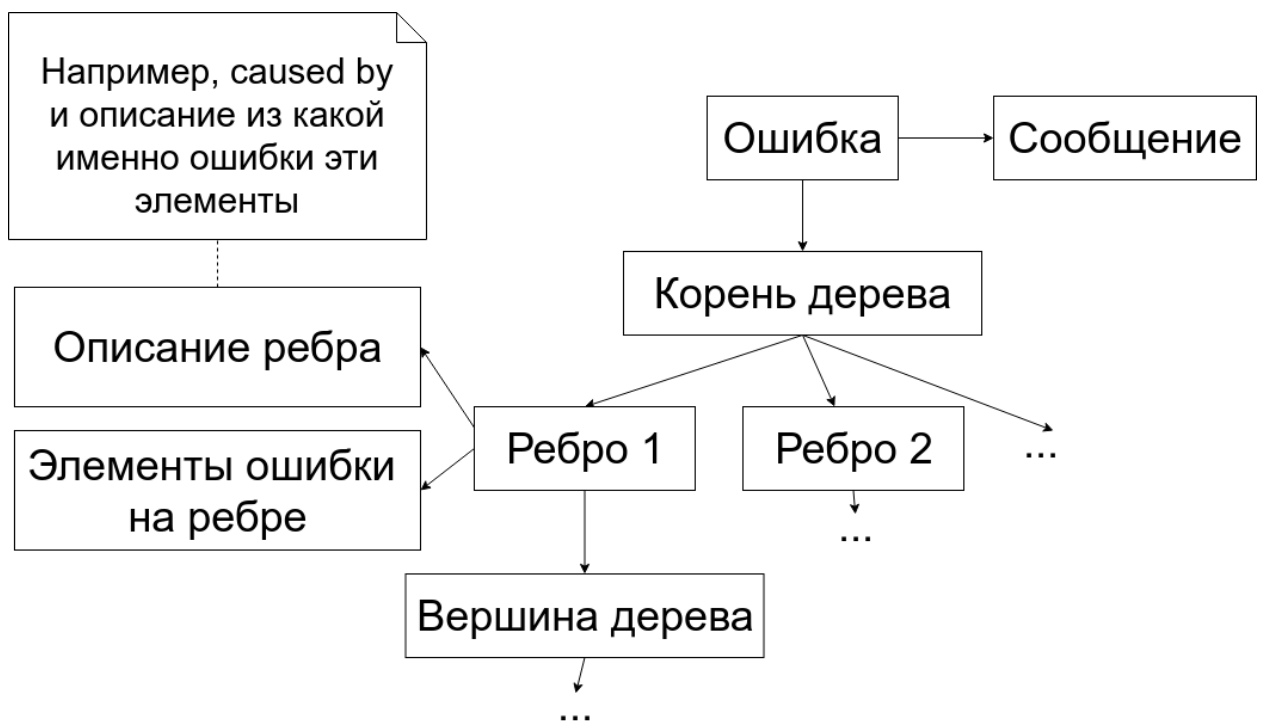 Например, caused by
и описание из какой
именно ошибки эти
элементы
Ошибка
Сообщение
Корень дерева
Описание ребра
Ребро 1
Ребро 2
...
Элементы ошибки
на ребре
...
Вершина дерева
...